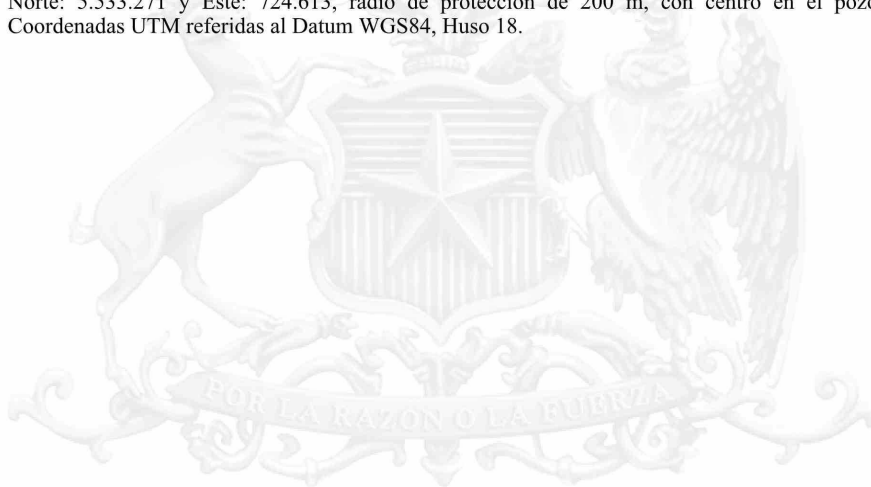 Norte: 5.533.271 y Este: 724.613, radio de protección de 200 m, con centro en el pozo
Coordenadas UTM referidas al Datum WGS84, Huso 18.
POR LA RAZÓN O LA FUERZA